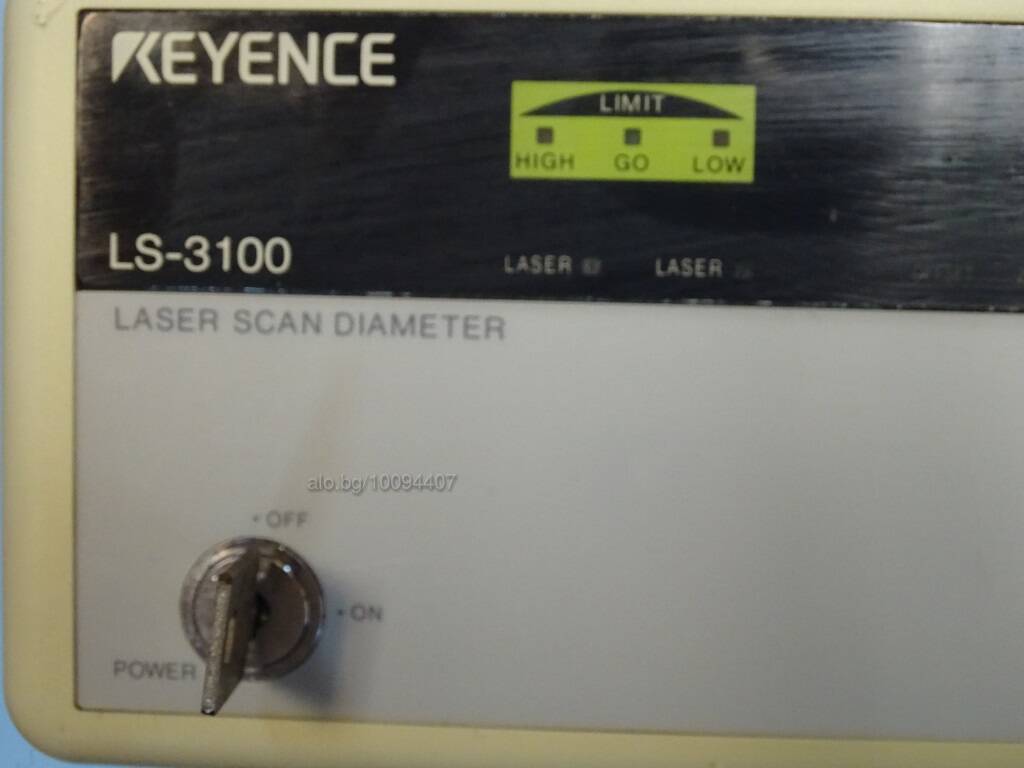 KEYENCE
LIMIT
HIGH GO LOW
LS-3100
LASER LASER
LASER SCAN DIAMETER
alo.bg/10094407
OFF
ON
POWER